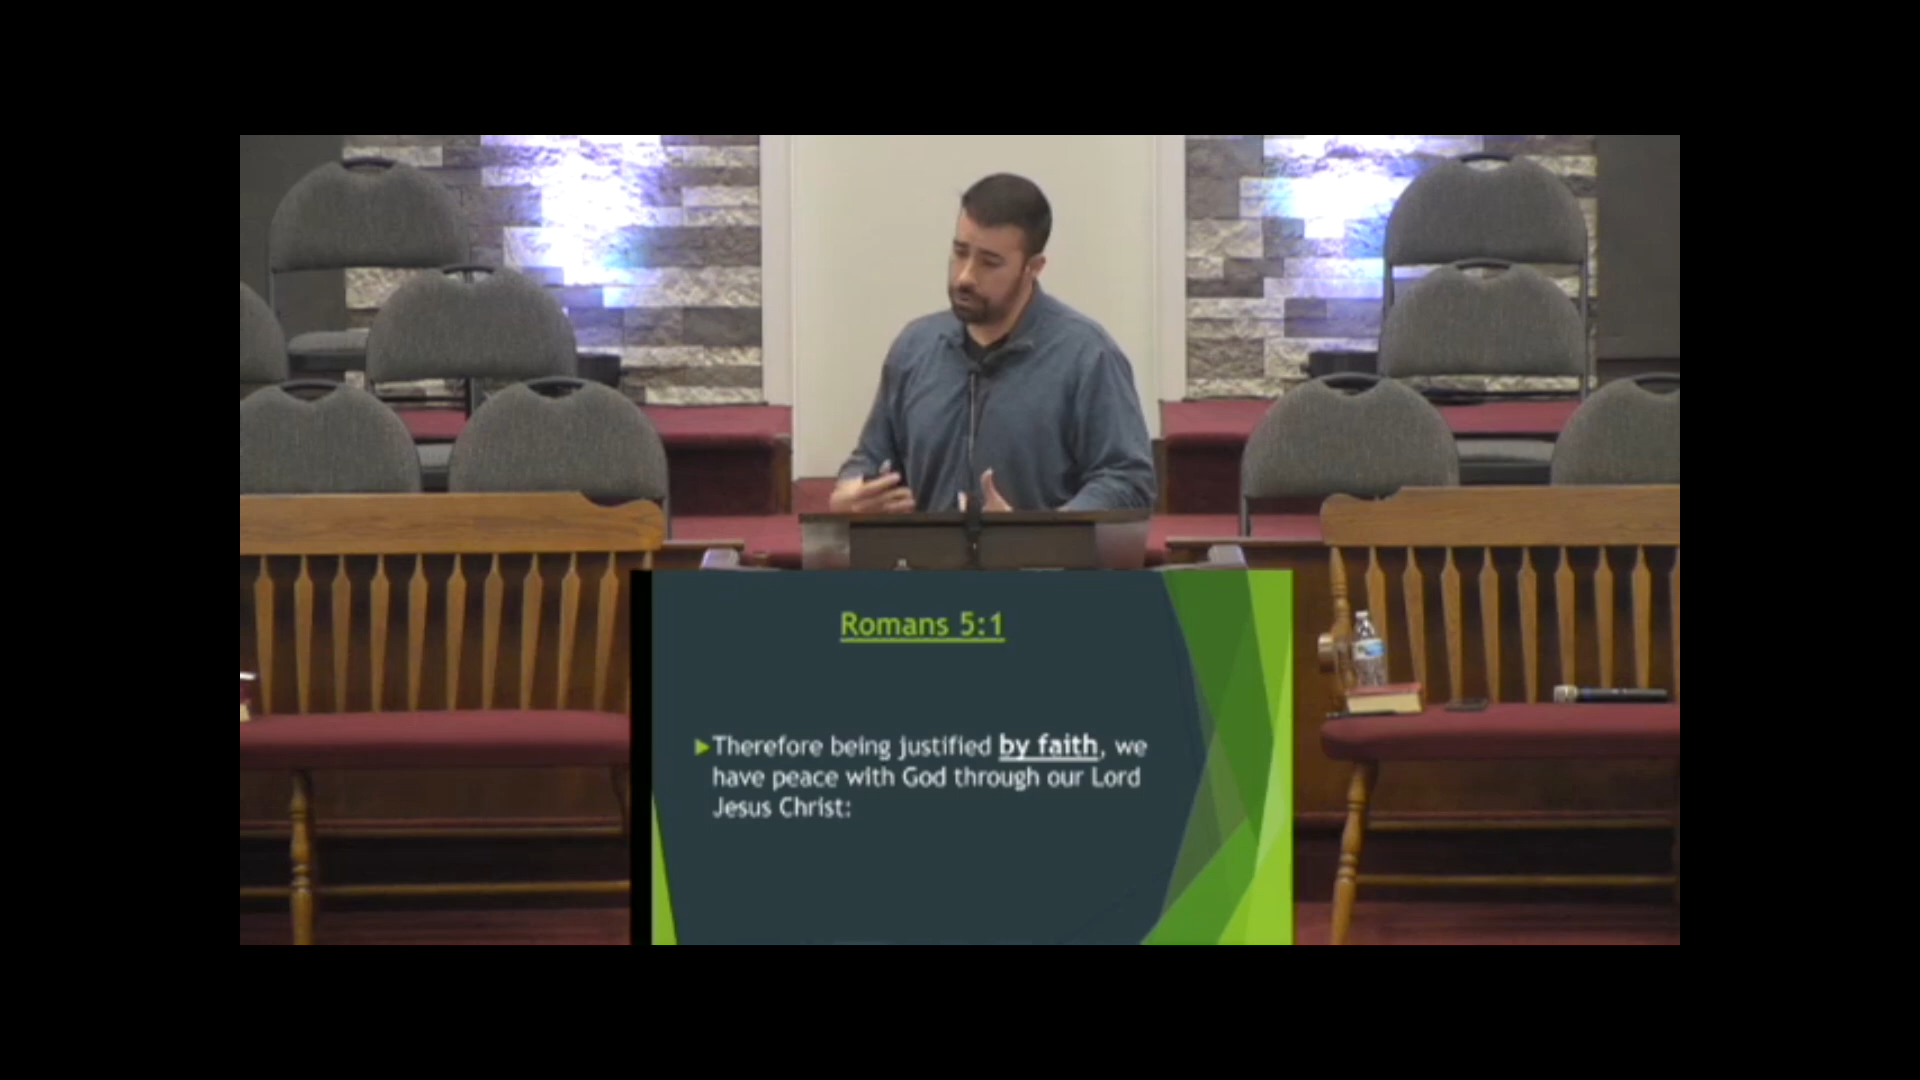 Romans 5:1
Therefore being justified by faith, we
have peace with God through our Lord
Jesus Christ: